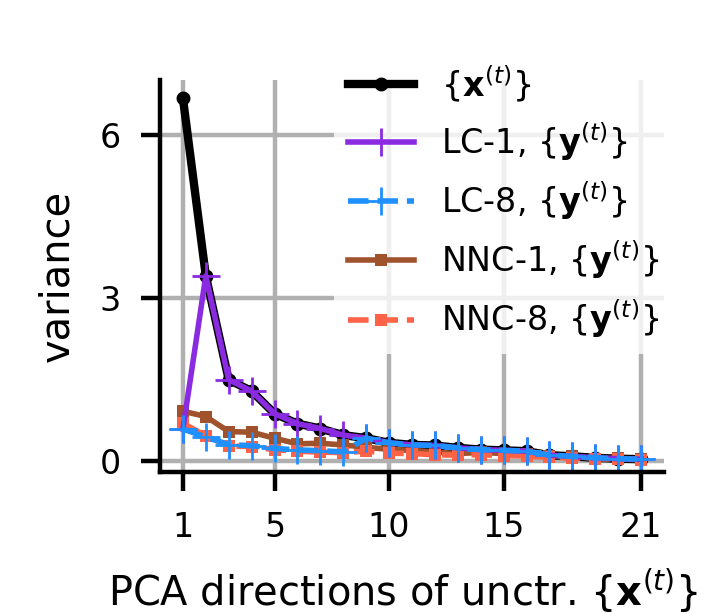 {x^(t)}
LC-1, {y^(t)}
LC-8, {y^(t)}
NNC-1, {y^(t)}
NNC-8, {y^(t)}
variance
6
3
0
1 5 10 15 21
PCA directions of unctr. {x^(t)}